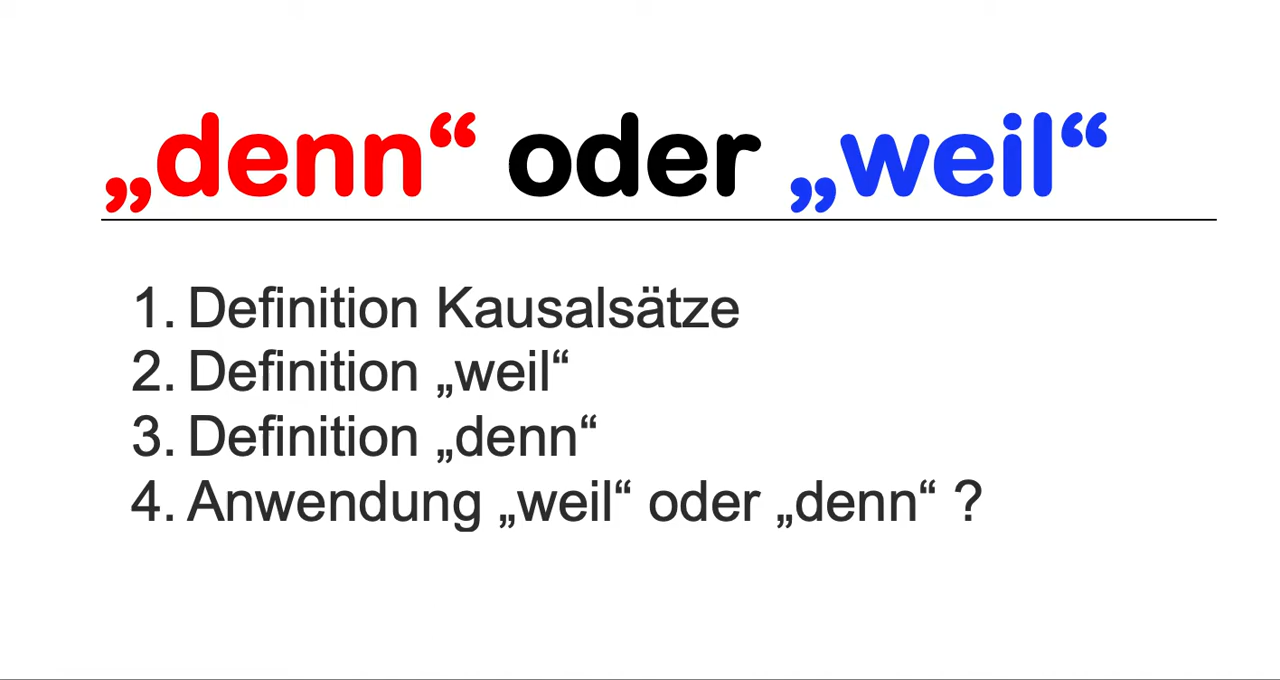 „denn“ oder „weil“
1. Definition Kausalsätze
2. Definition „weil“
3. Definition „denn“
4. Anwendung „weil“ oder „denn“ ?